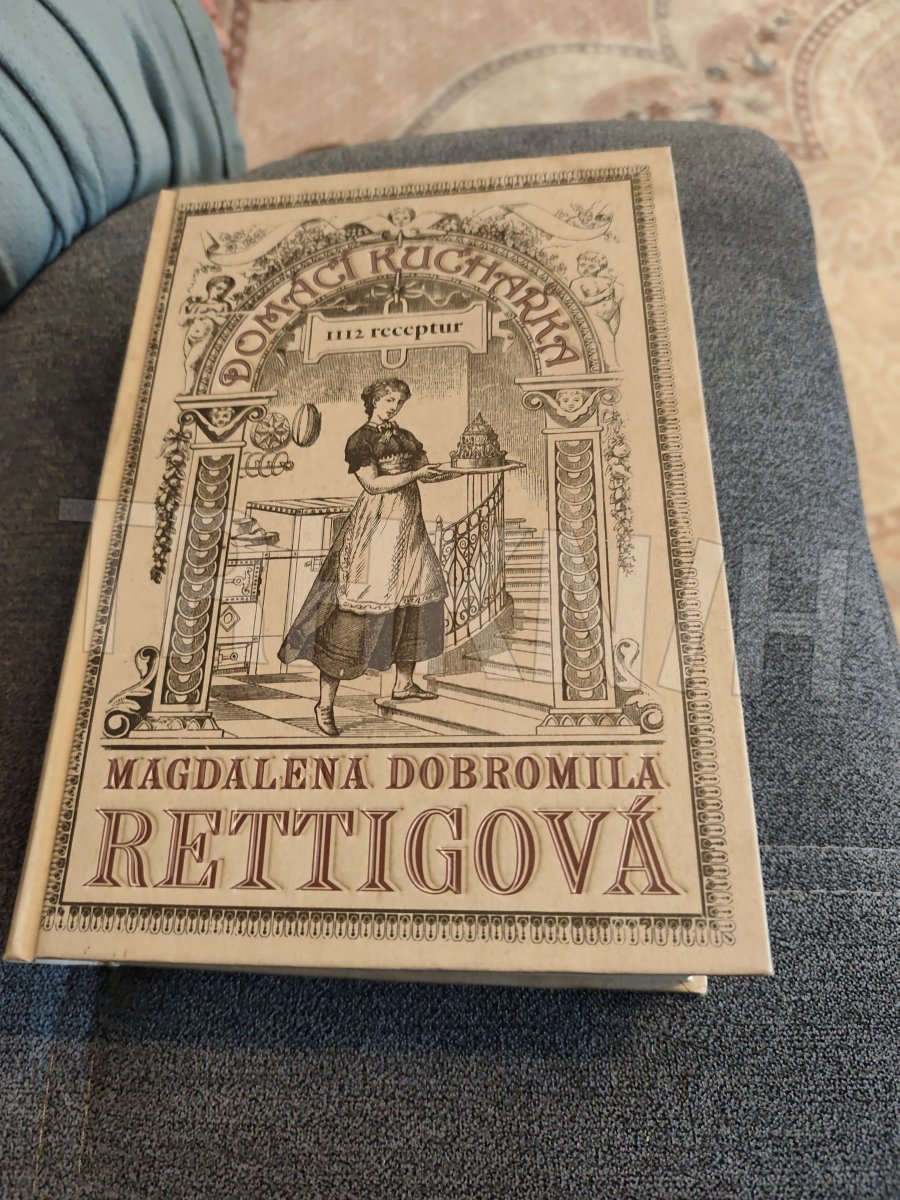 DOMÁCÍ KUCHAŘKA
1112 receptur
MAGDALENA DOBROMILA
RETTIGOVÁ